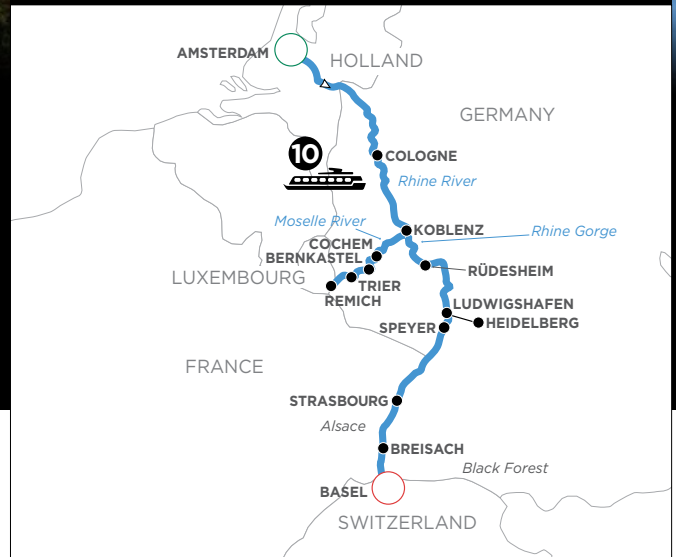 AMSTERDAM
HOLLAND
GERMANY
10
COLOGNE
Rhine River
Moselle River
KOBLENZ
Rhine Gorge
COCHEM
BERNKASTEL
LUXEMBOURG
TRIER
RÜDESHEIM
REMICH
LUDWIGSHAFEN
SPEYER
HEIDELBERG
FRANCE
STRASBOURG
Alsace
BREISACH
Black Forest
BASEL
SWITZERLAND